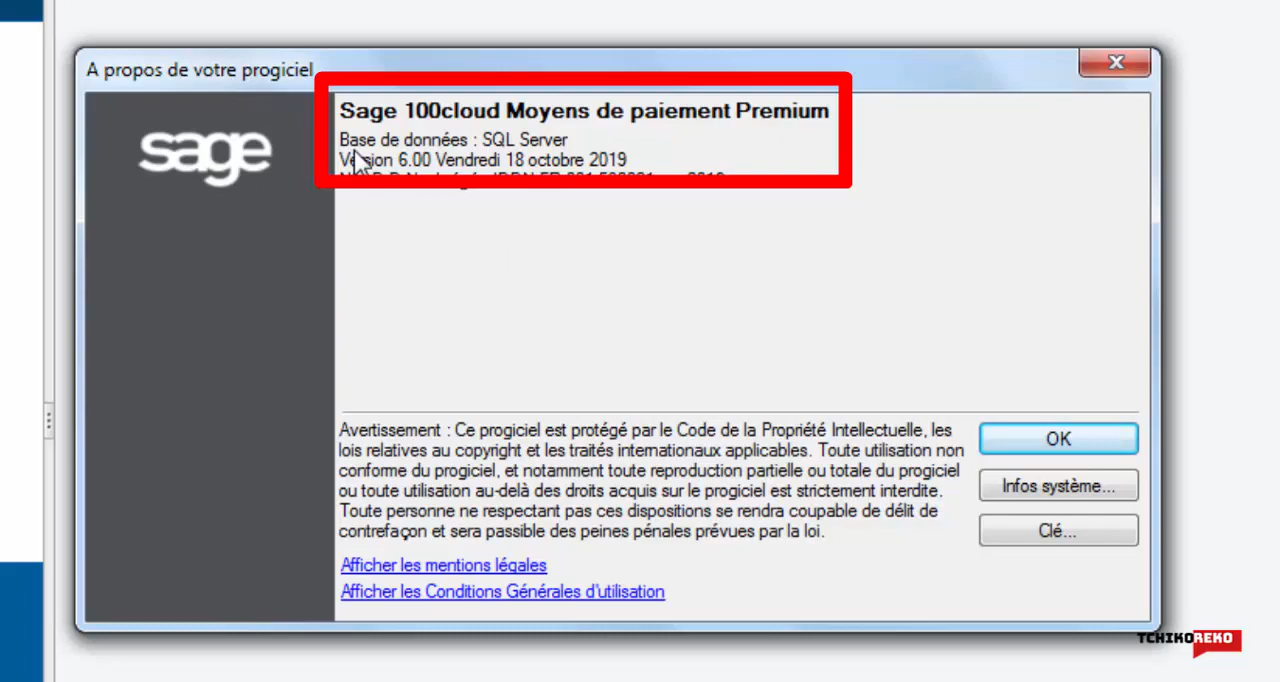 A propos de votre progiciel
sage
Sage 100cloud Moyens de paiement Premium
Base de données : SQL Server
Version 6.00 Vendredi 18 octobre 2019
Avertissement : Ce progiciel est protégé par le Code de la Propriété Intellectuelle, les
lois relatives au copyright et les traités internationaux applicables. Toute utilisation non
conforme du progiciel, et notamment toute reproduction partielle ou totale du progiciel
ou toute utilisation au-delà des droits acquis sur le progiciel est strictement interdite.
Toute personne ne respectant pas ces dispositions se rendra coupable de délit de
contrefaçon et sera passible des peines pénales prévues par la loi.
OK
Infos système...
Clé...
Afficher les mentions légales
Afficher les Conditions Générales d'utilisation
TCHIKOREKO